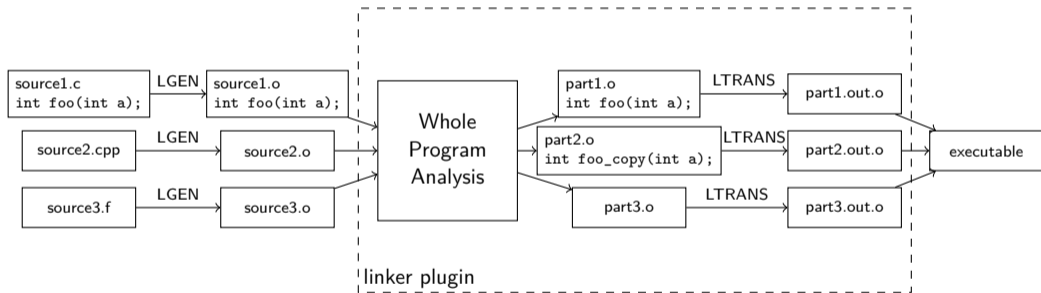 source1.c
int foo(int a);
LGEN
source1.o
int foo(int a);
source2.cpp
LGEN
source2.o
source3.f
LGEN
source3.o
Whole
Program
Analysis
part1.o
int foo(int a);
LTRANS
part1.out.o
part2.o
int foo_copy(int a);
LTRANS
part2.out.o
part3.o
LTRANS
part3.out.o
executable
linker plugin